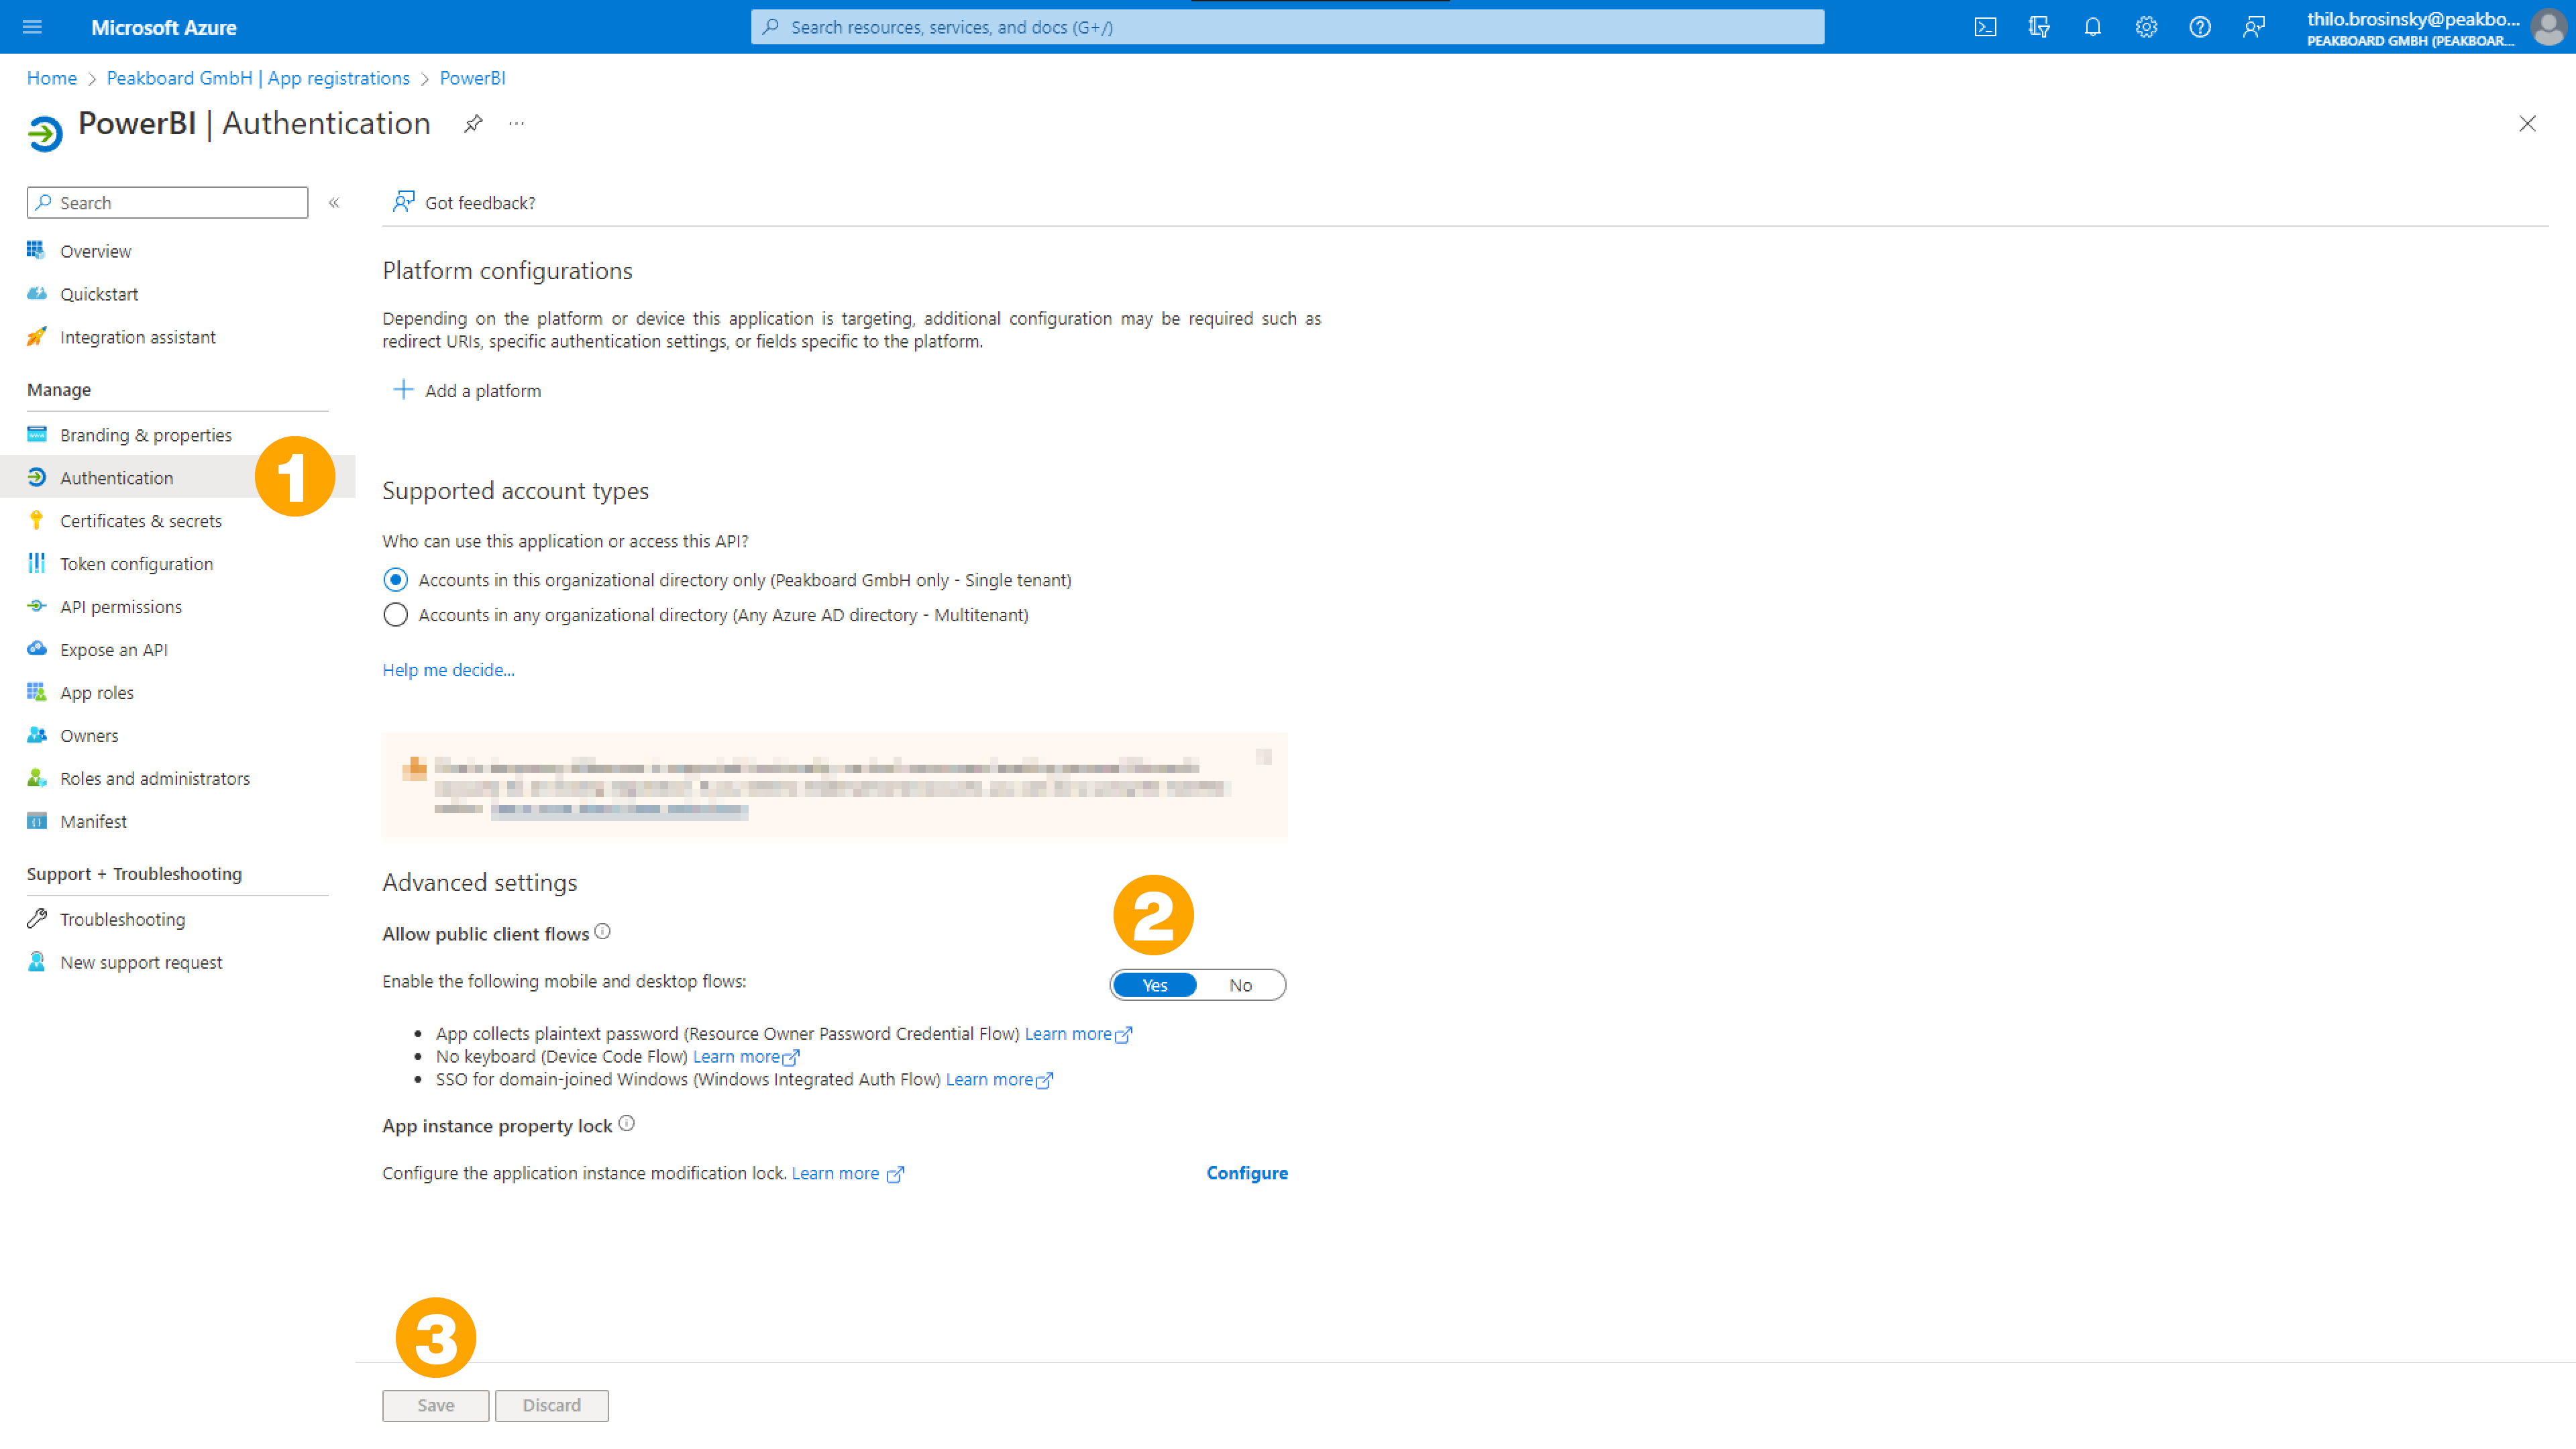 Microsoft Azure
Search resources, services, and docs (G+/)
thilo.brosinsky@peakbo...
PEAKBOARD GMBH (PEAKBOAR...
Home > Peakboard GmbH | App registrations > PowerBI
PowerBI | Authentication
...
Search
«
Got feedback?
Overview
Quickstart
Integration assistant
Manage
Branding & properties
Authentication
1
Certificates & secrets
Token configuration
API permissions
Expose an API
App roles
Owners
Roles and administrators
Manifest
Support + Troubleshooting
Troubleshooting
New support request
Platform configurations
Depending on the platform or device this application is targeting, additional configuration may be required such as
redirect URIs, specific authentication settings, or fields specific to the platform.
Add a platform
Supported account types
Who can use this application or access this API?
Accounts in this organizational directory only (Peakboard GmbH only - Single tenant)
Accounts in any organizational directory (Any Azure AD directory - Multitenant)
Help me decide...
Advanced settings
2
Allow public client flows
Enable the following mobile and desktop flows:
Yes No
• App collects plaintext password (Resource Owner Password Credential Flow) Learn more
• No keyboard (Device Code Flow) Learn more
• SSO for domain-joined Windows (Windows Integrated Auth Flow) Learn more
App instance property lock
Configure the application instance modification lock. Learn more
Configure
3
Save Discard